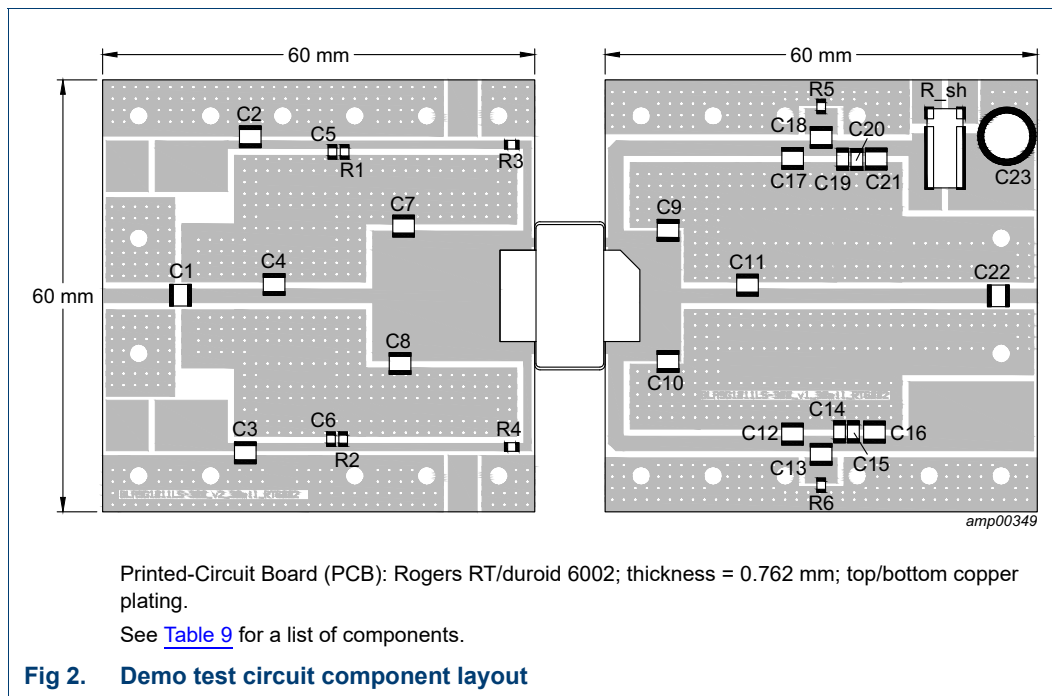 60 mm
60 mm
60 mm
C2
C5
R1
R3
C7
C4
C1
C8
C3
C6
R2
R4
R5
R_sh
C18
C20
C17
C19
C21
C23
C9
C11
C22
C10
C14
C12
C16
C13
C15
R6
amp00349
Printed-Circuit Board (PCB): Rogers RT/duroid 6002; thickness = 0.762 mm; top/bottom copper
plating.
See Table 9 for a list of components.
Fig 2. Demo test circuit component layout